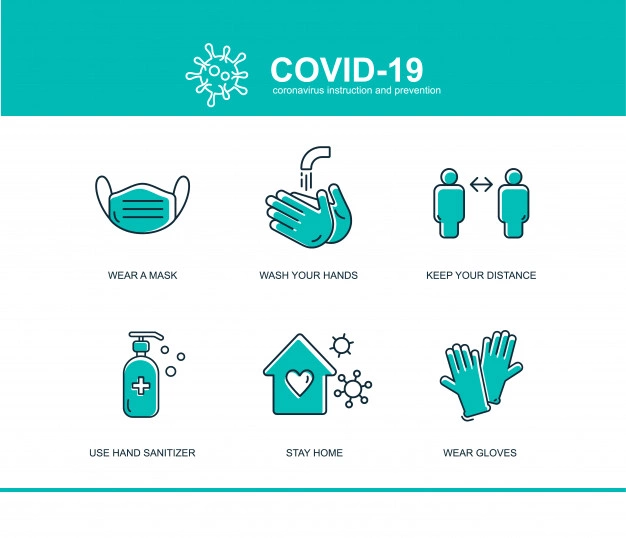 COVID-19
coronavirus instruction and prevention
WEAR A MASK
WASH YOUR HANDS
KEEP YOUR DISTANCE
USE HAND SANITIZER
STAY HOME
WEAR GLOVES